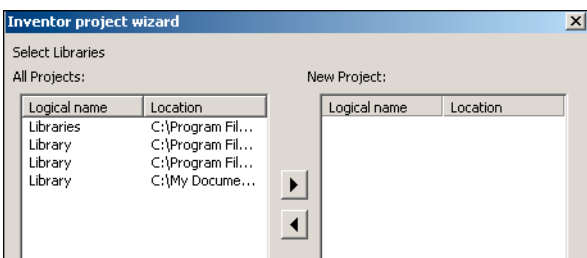 Inventor project wizard
Select Libraries
All Projects: New Project:
Logical name Location Logical name Location
Libraries C:\Program Fil...
Library C:\Program Fil...
Library C:\Program Fil...
Library C:\My Docume...